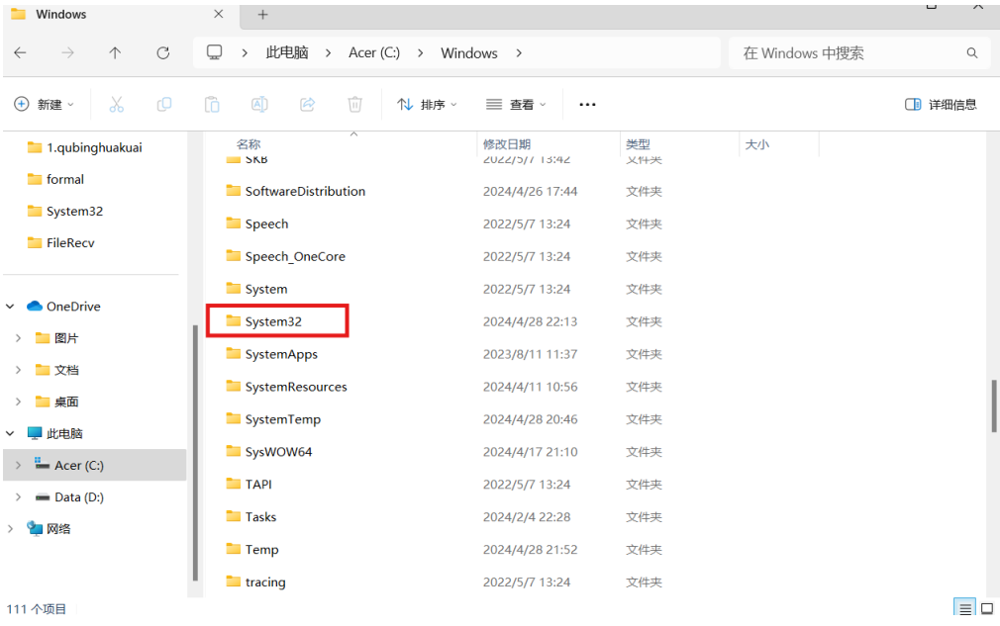 Windows
此电脑 Acer (C:) Windows 在 Windows 中搜索
新建 排序 查看 ... 详细信息
1.qubinghuakuai
formal
System32
FileRecv
OneDrive
图片
文档
桌面
此电脑
Acer (C:)
Data (D:)
网络
名称 修改日期 类型 大小
SKB 2022/5/7 13:42 文件夹
SoftwareDistribution 2024/4/26 17:44 文件夹
Speech 2022/5/7 13:24 文件夹
Speech_OneCore 2022/5/7 13:24 文件夹
System 2022/5/7 13:24 文件夹
System32 2024/4/28 22:13 文件夹
SystemApps 2023/8/11 11:37 文件夹
SystemResources 2024/4/11 10:56 文件夹
SystemTemp 2024/4/28 20:46 文件夹
SysWOW64 2024/4/17 21:10 文件夹
TAPI 2022/5/7 13:24 文件夹
Tasks 2024/2/4 22:28 文件夹
Temp 2024/4/28 21:52 文件夹
tracing 2022/5/7 13:24 文件夹
111 个项目